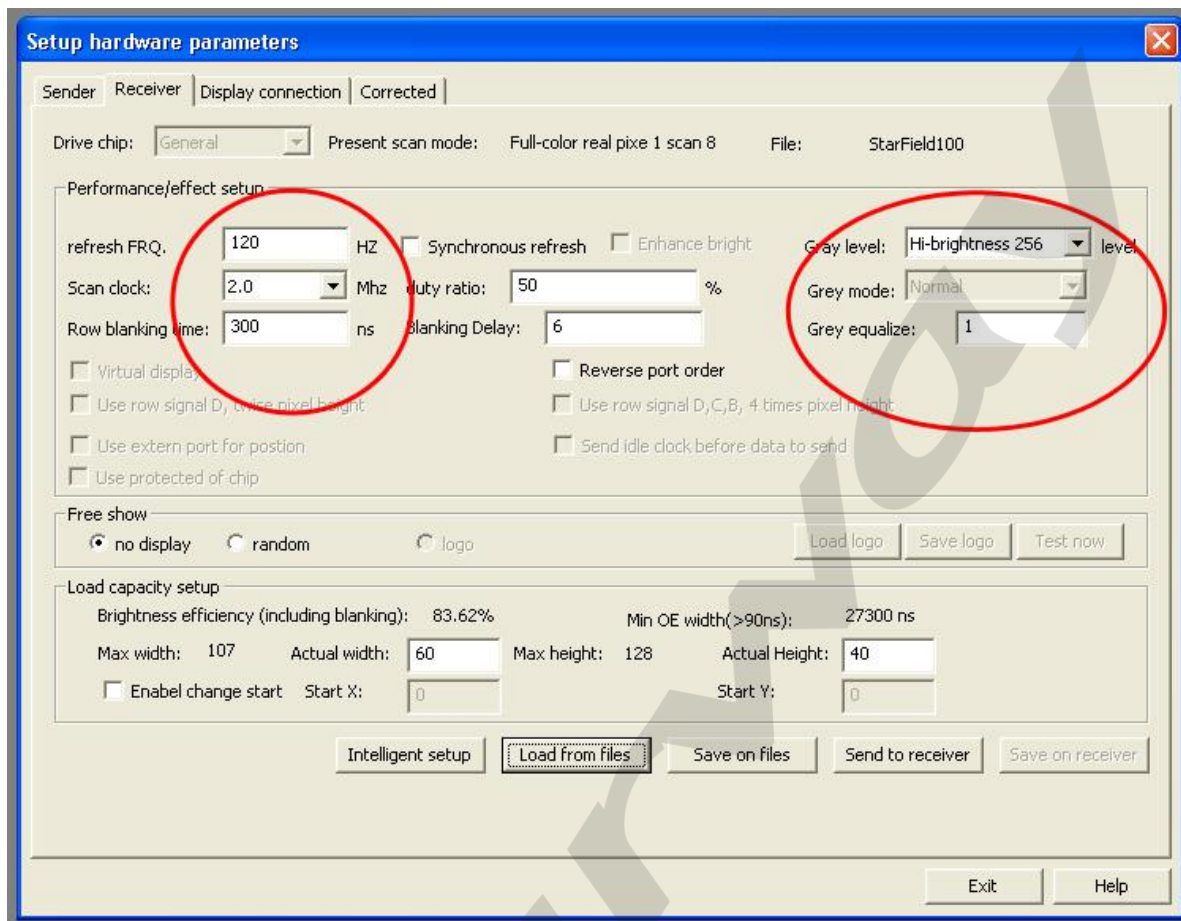 Setup hardware parameters
Sender Receiver Display connection Corrected
Drive chip: General Present scan mode: Full-color real pixe 1 scan 8 File: StarField100
Performance/effect setup
refresh FRQ. 120 HZ Synchronous refresh Enhance bright Gray level: Hi-brightness 256 level
Scan clock: 2.0 Mhz duty ratio: 50 % Grey mode: Normal
Row blanking time: 300 ns Blanking Delay: 6 Grey equalize: 1
Virtual display Reverse port order
Use row signal D, twice pixel height Use row signal D,C,B, 4 times pixel height
Use extern port for postion Send idle clock before data to send
Use protected of chip
Free show
no display random logo Load logo Save logo Test now
Load capacity setup
Brightness efficiency (including blanking): 83.62% Min OE width(>90ns): 27300 ns
Max width: 107 Actual width: 60 Max height: 128 Actual Height: 40
Enabel change start Start X: 0 Start Y: 0
Intelligent setup Load from files Save on files Send to receiver Save on receiver
Exit Help